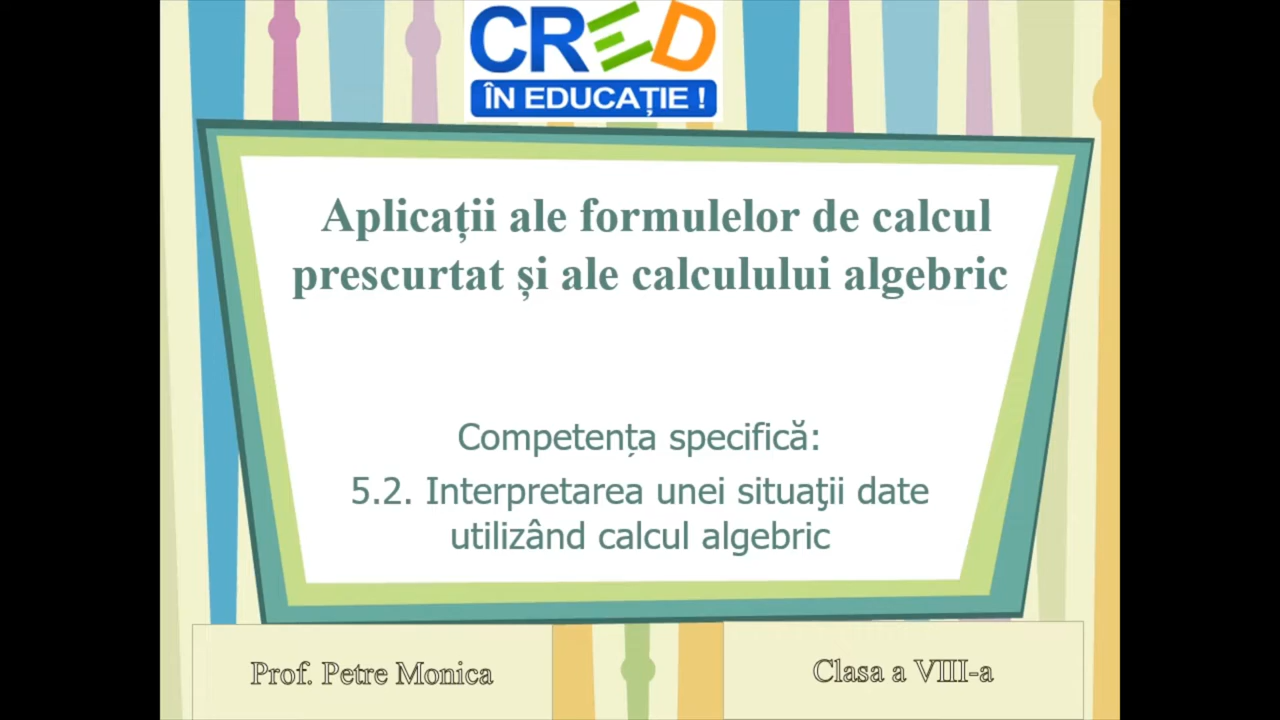 CRED
ÎN EDUCAȚIE !
Aplicații ale formulelor de calcul
prescurtat și ale calculului algebric
Competența specifică:
5.2. Interpretarea unei situaţii date
utilizând calcul algebric
Prof. Petre Monica
Clasa a VIII-a